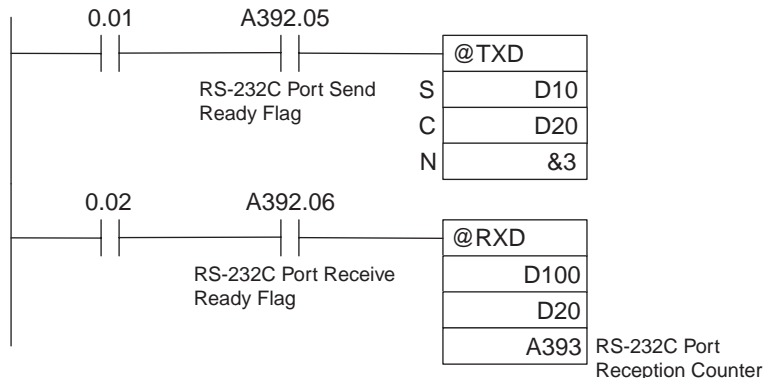 0.01 A392.05
@TXD
RS-232C Port Send
Ready Flag
S D10
C D20
N &3
0.02 A392.06
@RXD
RS-232C Port Receive
Ready Flag
D100
D20
A393 RS-232C Port
Reception Counter